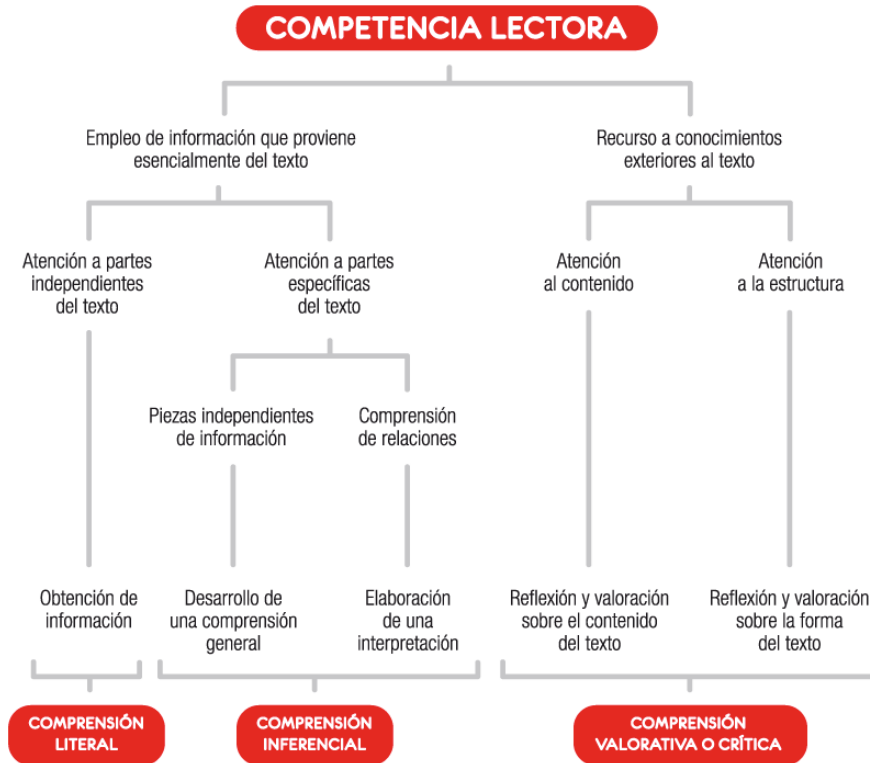 COMPETENCIA LECTORA
Empleo de información que proviene
esencialmente del texto
Recurso a conocimientos
exteriores al texto
Atención a partes
independientes
del texto
Atención a partes
específicas
del texto
Atención
al contenido
Atención
a la estructura
Piezas independientes
de información
Comprensión
de relaciones
Obtención de
información
Desarrollo de
una comprensión
general
Elaboración
de una
interpretación
Reflexión y valoración
sobre el contenido
del texto
Reflexión y valoración
sobre la forma
del texto
COMPRENSIÓN
LITERAL
COMPRENSIÓN
INFERENCIAL
COMPRENSIÓN
VALORATIVA O CRÍTICA